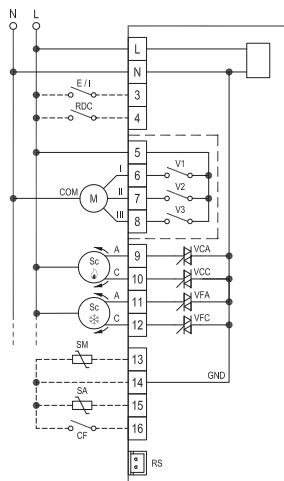 N L
L
N
E / I
3
RDC
4
5
I
6
V1
COM
M
II
7
V2
III
8
V3
Sc
A
9
VCA
C
10
VCC
Sc
A
11
VFA
C
12
VFC
SM
13
14
GND
SA
15
CF
16
RS